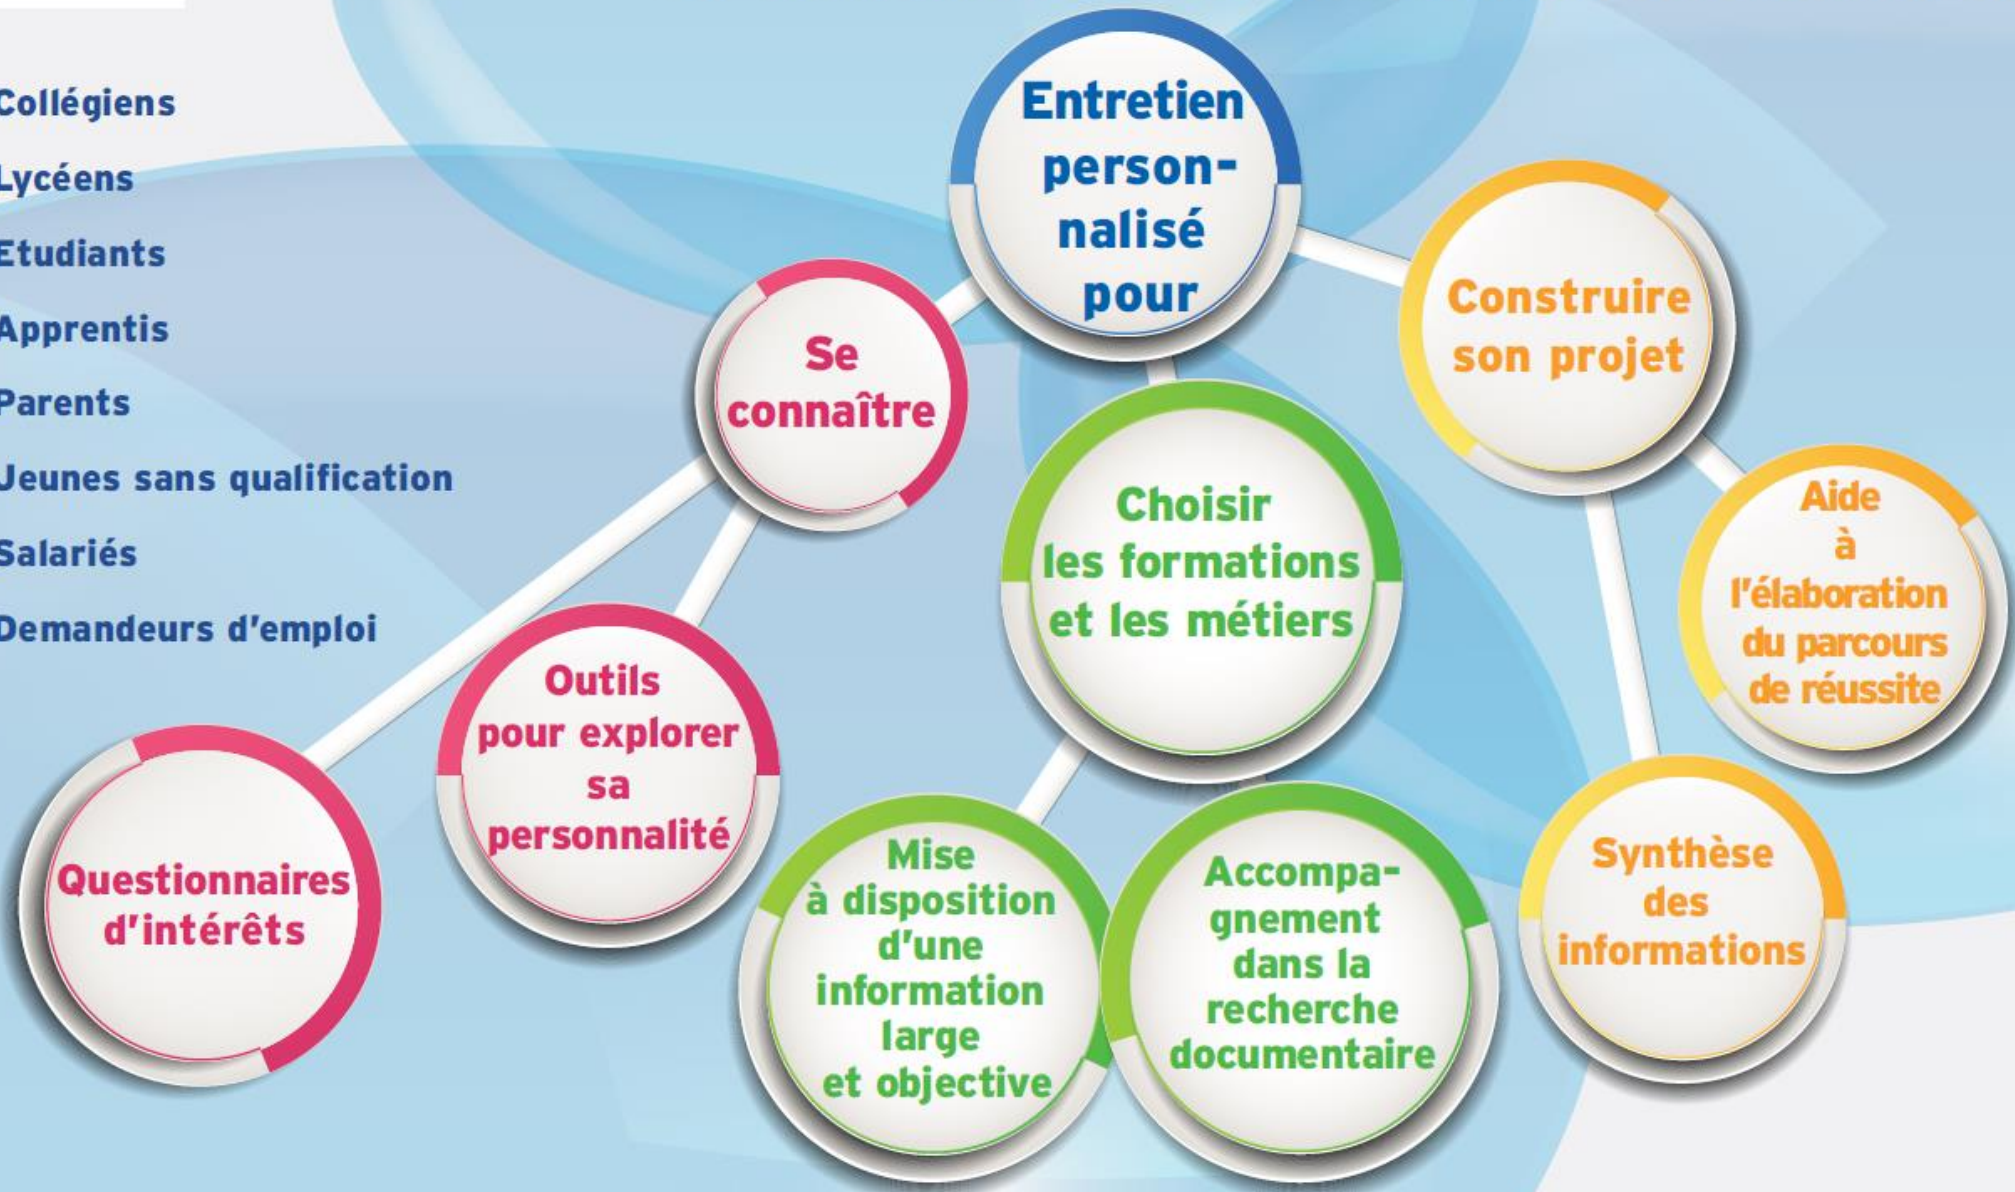 Collégiens
Lycéens
Etudiants
Apprentis
Parents
Jeunes sans qualification
Salariés
Demandeurs d'emploi
Entretien
person-
nalisé
pour
Se
connaître
Construire
son projet
Choisir
les formations
et les métiers
Aide
à
l'élaboration
du parcours
de réussite
Outils
pour explorer
sa
personnalité
Questionnaires
d'intérêts
Mise
à disposition
d'une
information
large
et objective
Accompa-
gnement
dans la
recherche
documentaire
Synthèse
des
informations